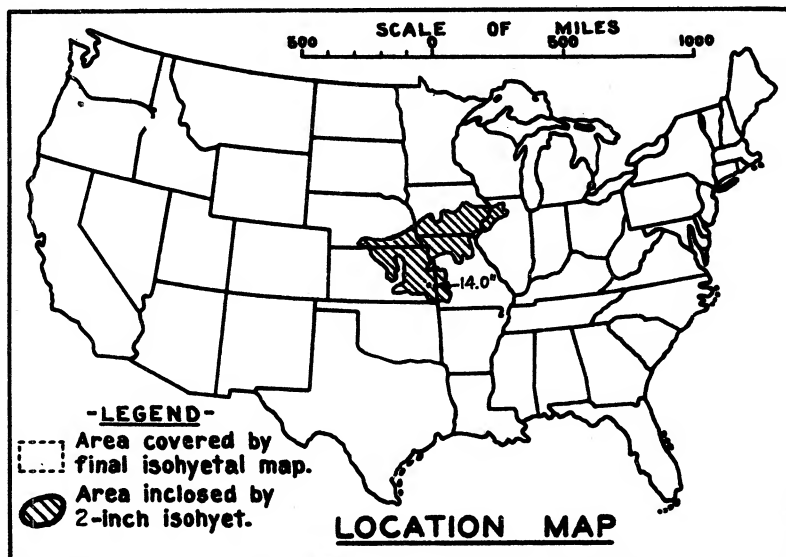 SCALE OF MILES
500 0 500 1000
14.0"
-LEGEND-
Area covered by
final isohyetal map.
Area inclosed by
2-inch isohyet.
LOCATION MAP